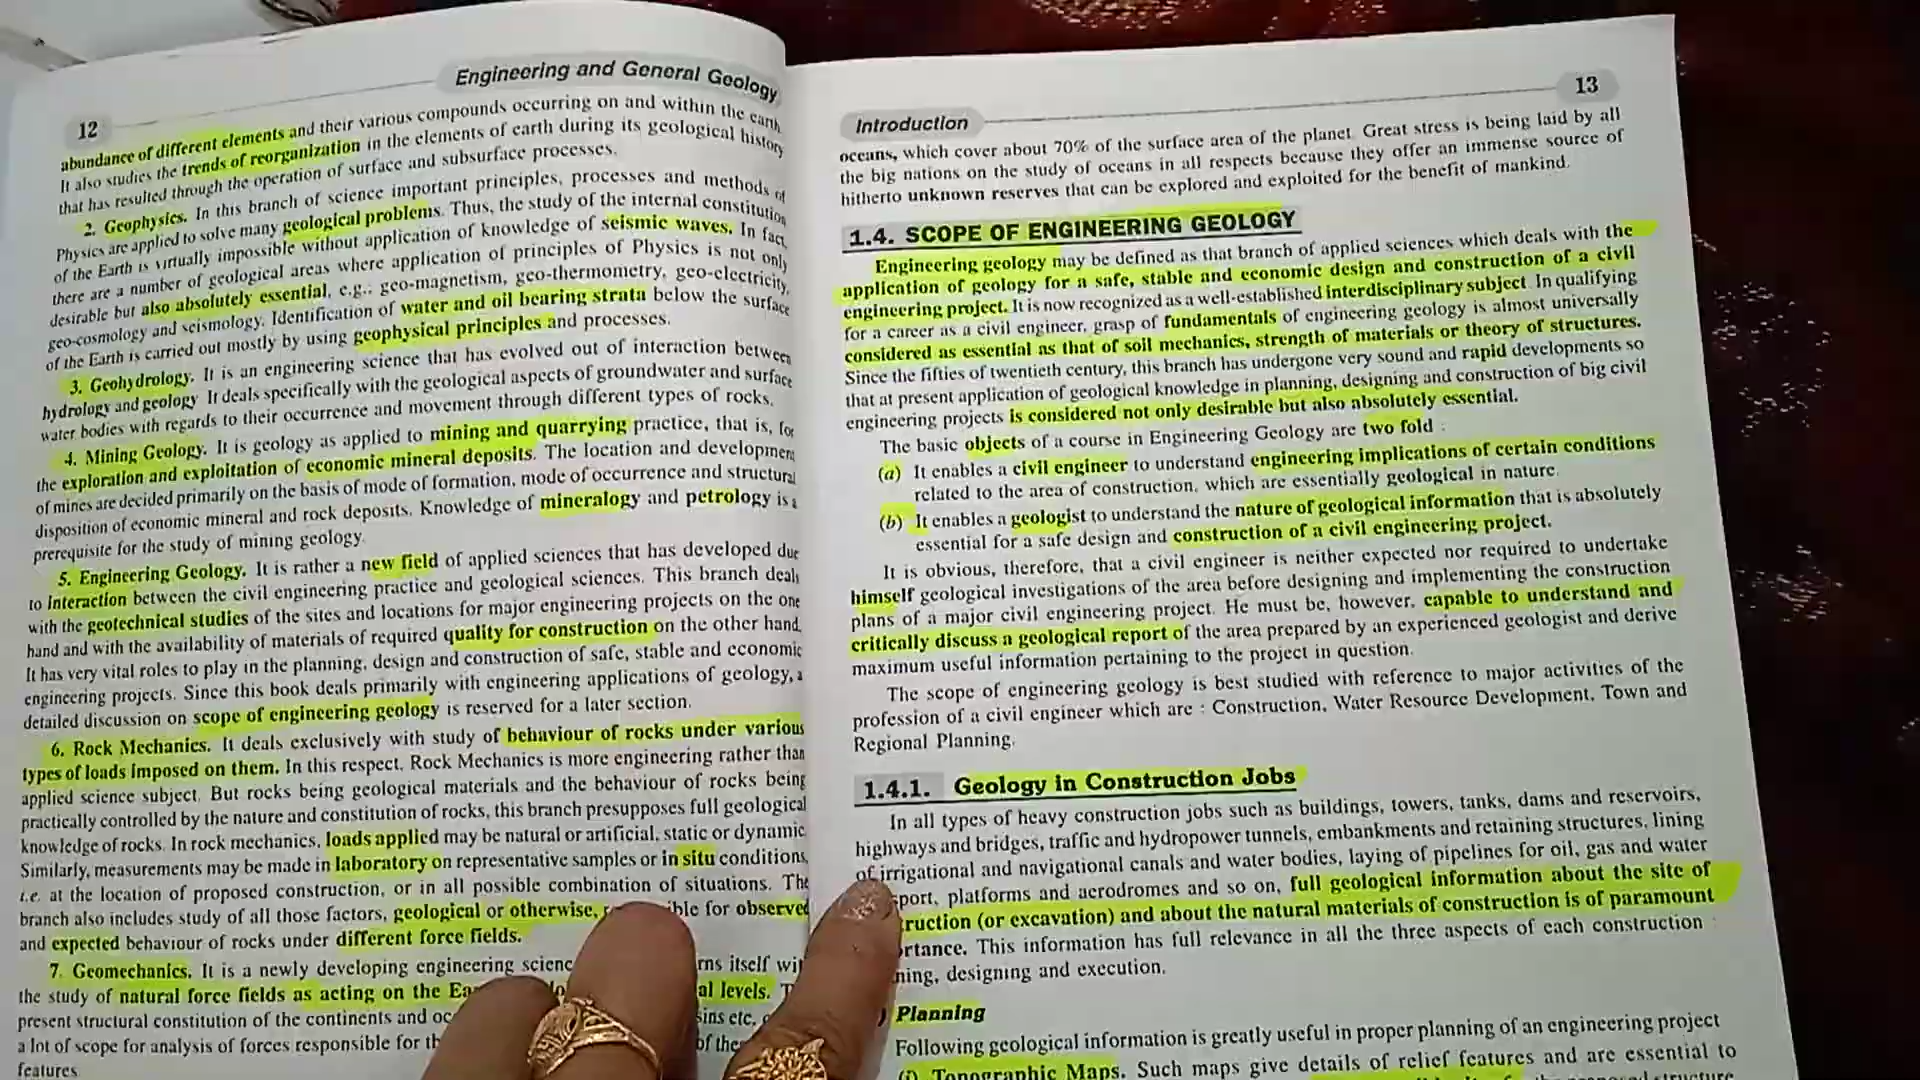 Engineering and General Geology
12
abundance of different elements and their various compounds occurring on and within the earth
It also studies the trends of reorganization in the elements of earth during its geological history
that has resulted through the operation of surface and subsurface processes.
2. Geophysics. In this branch of science important principles, processes and methods of
Physics are applied to solve many geological problems. Thus, the study of the internal constitution
of the Earth is virtually impossible without application of knowledge of seismic waves. In fact,
there are a number of geological areas where application of principles of Physics is not only
desirable but also absolutely essential, e.g.; geo-magnetism, geo-thermometry, geo-electricity,
geo-cosmology and seismology. Identification of water and oil bearing strata below the surface
of the Earth is carried out mostly by using geophysical principles and processes.
3. Geohydrology. It is an engineering science that has evolved out of interaction between
hydrology and geology It deals specifically with the geological aspects of groundwater and surface
water bodies with regards to their occurrence and movement through different types of rocks.
4. Mining Geology. It is geology as applied to mining and quarrying practice, that is, for
the exploration and exploitation of economic mineral deposits. The location and development
of mines are decided primarily on the basis of mode of formation, mode of occurrence and structural
disposition of economic mineral and rock deposits. Knowledge of mineralogy and petrology is a
prerequisite for the study of mining geology.
5. Engineering Geology. It is rather a new field of applied sciences that has developed due
to interaction between the civil engineering practice and geological sciences. This branch deals
with the geotechnical studies of the sites and locations for major engineering projects on the one
hand and with the availability of materials of required quality for construction on the other hand.
It has very vital roles to play in the planning, design and construction of safe, stable and economic
engineering projects. Since this book deals primarily with engineering applications of geology, a
detailed discussion on scope of engineering geology is reserved for a later section.
6. Rock Mechanics. It deals exclusively with study of behaviour of rocks under various
types of loads imposed on them. In this respect, Rock Mechanics is more engineering rather than
applied science subject. But rocks being geological materials and the behaviour of rocks being
practically controlled by the nature and constitution of rocks, this branch presupposes full geological
knowledge of rocks. In rock mechanics, loads applied may be natural or artificial, static or dynamic
Similarly, measurements may be made in laboratory on representative samples or in situ conditions,
i.e. at the location of proposed construction, or in all possible combination of situations. The
branch also includes study of all those factors, geological or otherwise, ible for observed
and expected behaviour of rocks under different force fields.
7. Geomechanics. It is a newly developing engineering scienc rns itself wit
the study of natural force fields as acting on the Ea al levels. T
present structural constitution of the continents and oc sins etc.
a lot of scope for analysis of forces responsible for th of thes
features
Introduction
13
oceans, which cover about 70% of the surface area of the planet. Great stress is being laid by all
the big nations on the study of oceans in all respects because they offer an immense source of
hitherto unknown reserves that can be explored and exploited for the benefit of mankind.
1.4. SCOPE OF ENGINEERING GEOLOGY
Engineering geology may be defined as that branch of applied sciences which deals with the
application of geology for a safe, stable and economic design and construction of a civil
engineering project. It is now recognized as a well-established interdisciplinary subject. In qualifying
for a career as a civil engineer, grasp of fundamentals of engineering geology is almost universally
considered as essential as that of soil mechanics, strength of materials or theory of structures.
Since the fifties of twentieth century, this branch has undergone very sound and rapid developments so
that at present application of geological knowledge in planning, designing and construction of big civil
engineering projects is considered not only desirable but also absolutely essential.
The basic objects of a course in Engineering Geology are two fold :
(a) It enables a civil engineer to understand engineering implications of certain conditions
related to the area of construction, which are essentially geological in nature.
(b) It enables a geologist to understand the nature of geological information that is absolutely
essential for a safe design and construction of a civil engineering project.
It is obvious, therefore, that a civil engineer is neither expected nor required to undertake
himself geological investigations of the area before designing and implementing the construction
plans of a major civil engineering project. He must be, however, capable to understand and
critically discuss a geological report of the area prepared by an experienced geologist and derive
maximum useful information pertaining to the project in question.
The scope of engineering geology is best studied with reference to major activities of the
profession of a civil engineer which are : Construction, Water Resource Development, Town and
Regional Planning.
1.4.1. Geology in Construction Jobs
In all types of heavy construction jobs such as buildings, towers, tanks, dams and reservoirs,
highways and bridges, traffic and hydropower tunnels, embankments and retaining structures, lining
of irrigational and navigational canals and water bodies, laying of pipelines for oil, gas and water
sport, platforms and aerodromes and so on, full geological information about the site of
ruction (or excavation) and about the natural materials of construction is of paramount
ortance. This information has full relevance in all the three aspects of each construction :
ning, designing and execution.
) Planning
Following geological information is greatly useful in proper planning of an engineering project
(i) Topographic Maps. Such maps give details of relief features and are essential to